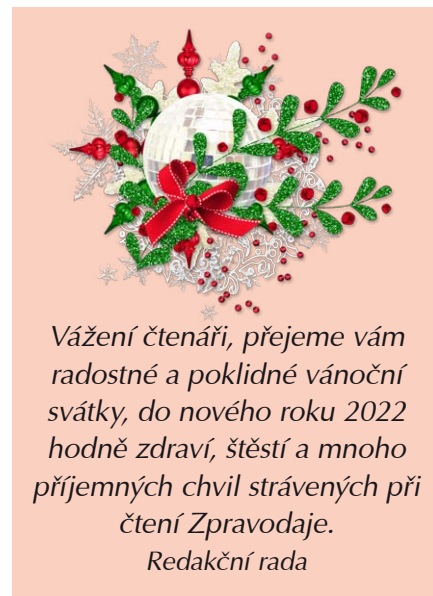 Vážení čtenáři, přejeme vám
radostné a poklidné vánoční
svátky, do nového roku 2022
hodně zdraví, štěstí a mnoho
příjemných chvil strávených při
čtení Zpravodaje.
Redakční rada